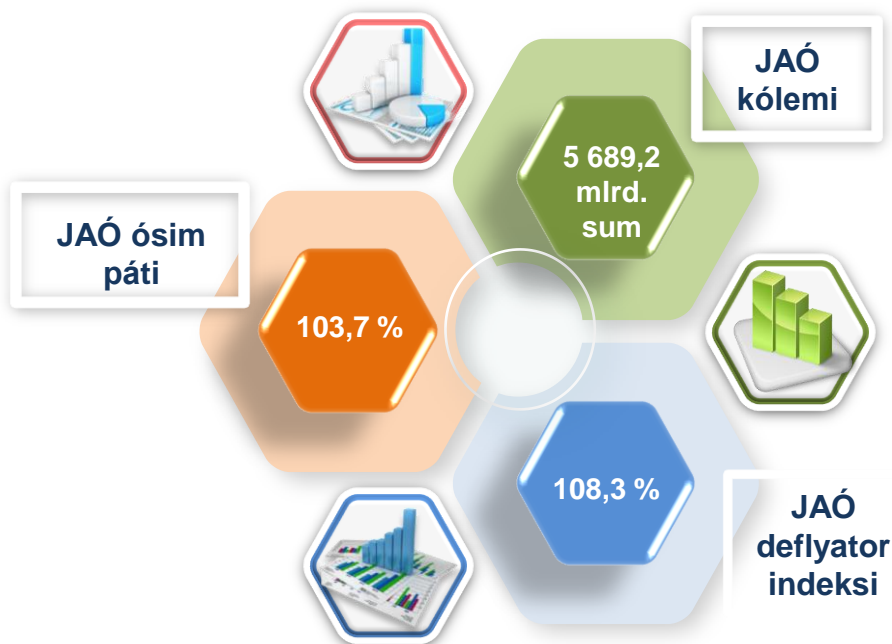 JAÓ
kólemi
5 689,2
mlrd.
sum
JAÓ ósim
páti
103,7 %
108,3 %
JAÓ
deflyator
indeksi